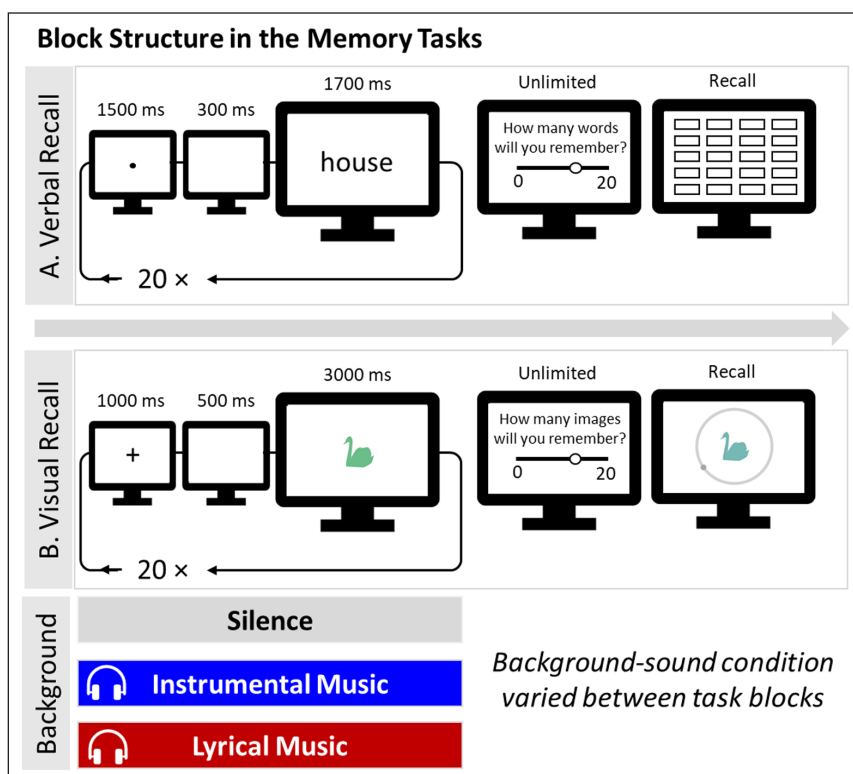 Block Structure in the Memory Tasks
A. Verbal Recall
1500 ms
300 ms
1700 ms
Unlimited
Recall
house
How many words
will you remember?
0
20
20 ×
B. Visual Recall
1000 ms
500 ms
3000 ms
Unlimited
Recall
+
How many images
will you remember?
0
20
20 ×
Background
Silence
Instrumental Music
Lyrical Music
Background-sound condition
varied between task blocks